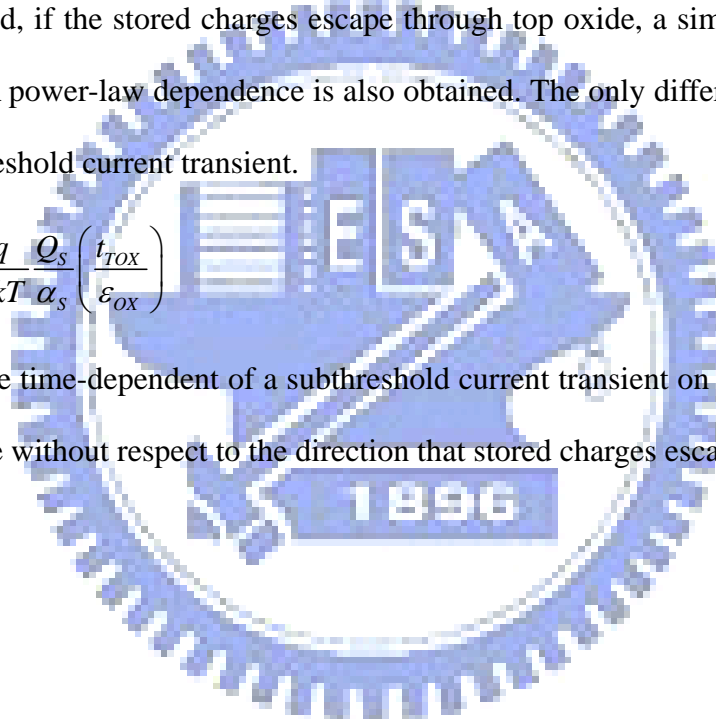 d, if the stored charges escape through top oxide, a sim
power-law dependence is also obtained. The only differ
eshold current transient.
q/kT Q_S/α_S (t_TOX/ε_OX)
e time-dependent of a subthreshold current transient on
e without respect to the direction that stored charges esca
E S A
1896